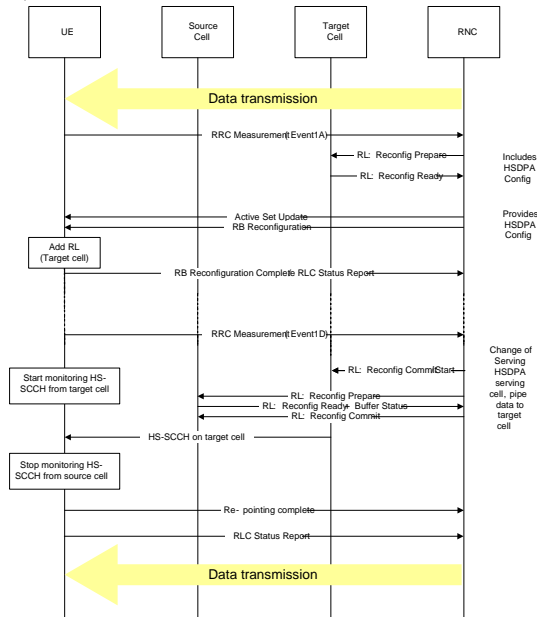 UE
Source
Cell
Target
Cell
RNC
Data transmission
RRC Measurement (Event1A)
RL: Reconfig Prepare
Includes
HSDPA
Config
RL: Reconfig Ready
Active Set Update
Provides
HSDPA
Config
RB Reconfiguration
Add RL
(Target cell)
RB Reconfiguration Complete RLC Status Report
RRC Measurement (Event1D)
Change of
Serving
HSDPA
serving
cell, pipe
data to
target
cell
RL: Reconfig Commit Start
Start monitoring HS-
SCCH from target cell
RL: Reconfig Prepare
RL: Reconfig Ready+ Buffer Status
RL: Reconfig Commit
HS-SCCH on target cell
Stop monitoring HS-
SCCH from source cell
Re- pointing complete
RLC Status Report
Data transmission